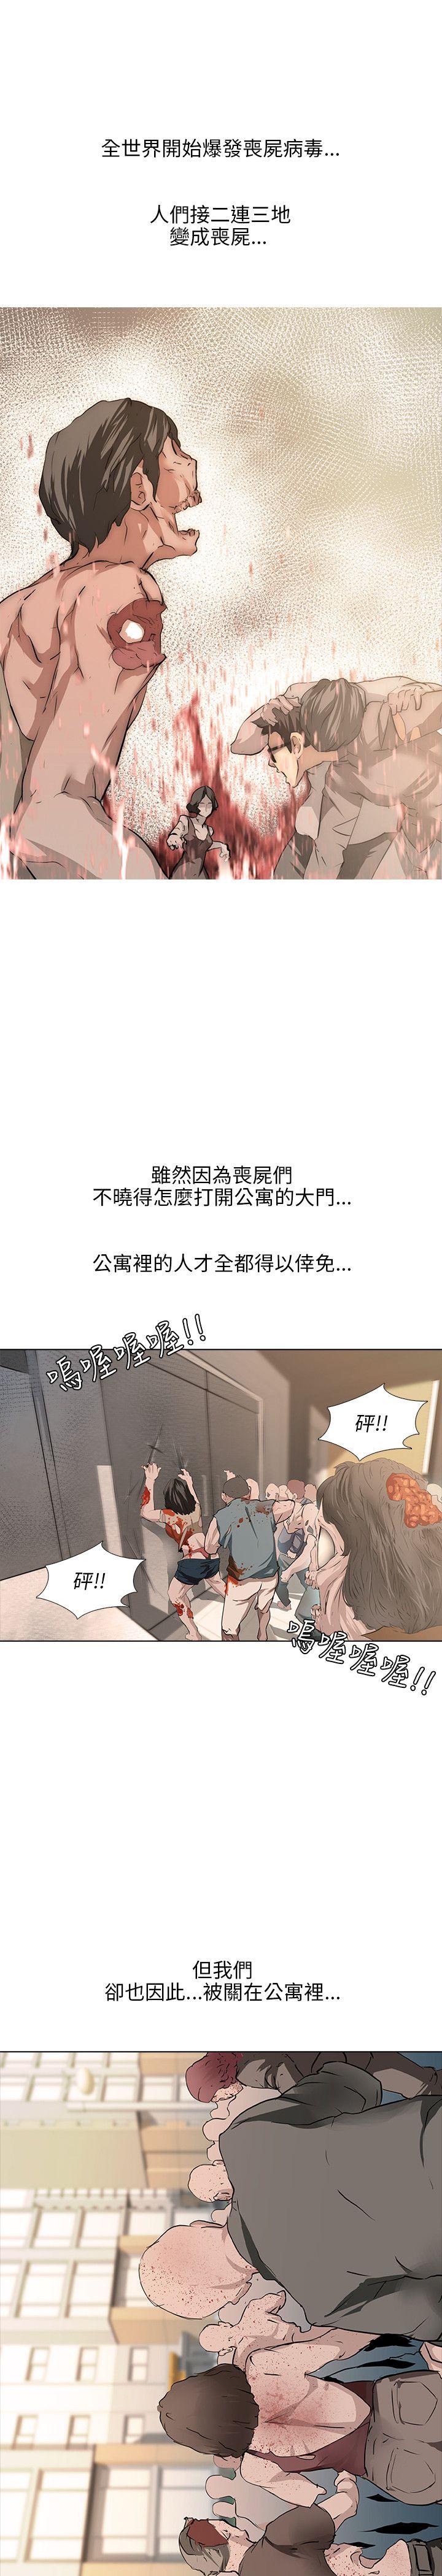 全世界開始爆發喪屍病毒...
人們接二連三地
變成喪屍...
雖然因為喪屍們
不曉得怎麼打開公寓的大門...
公寓裡的人才全都得以倖免...
嗚喔喔喔!!
砰!!
砰!!
嗚喔喔喔!!
但我們
卻也因此...被關在公寓裡...